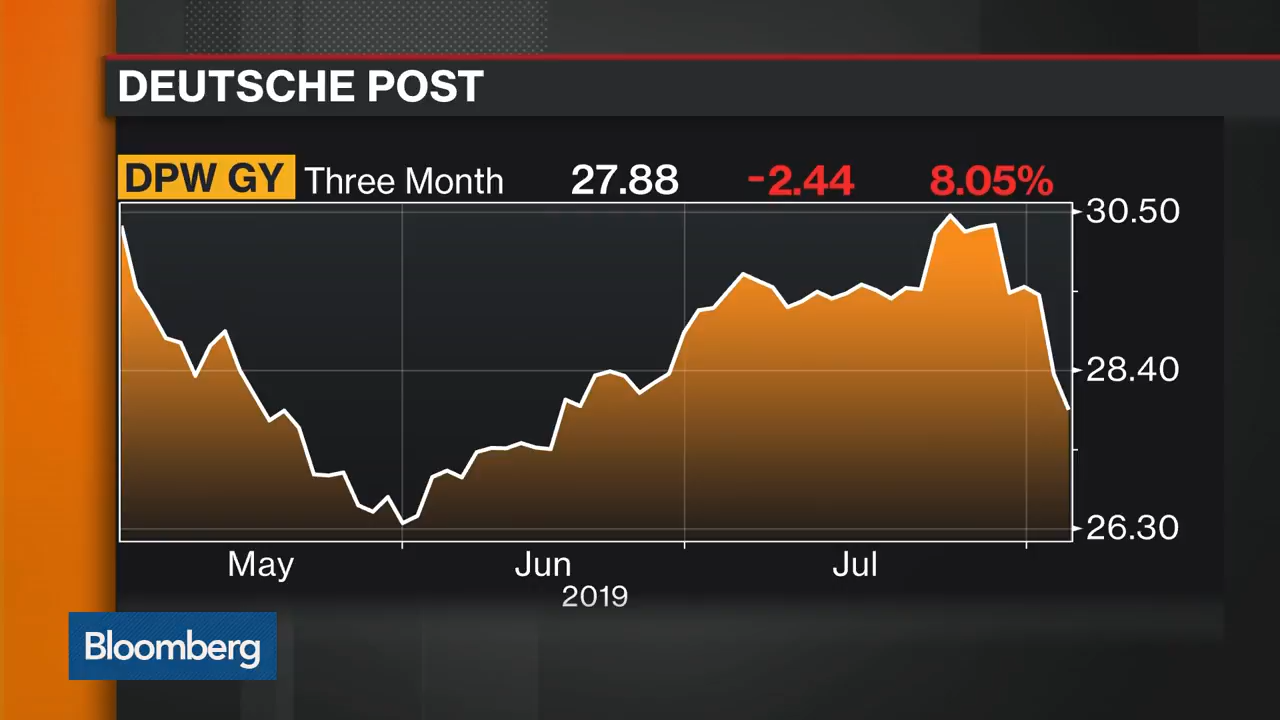 DEUTSCHE POST
DPW GY Three Month 27.88 -2.44 8.05%
30.50
28.40
26.30
May Jun Jul
2019
Bloomberg